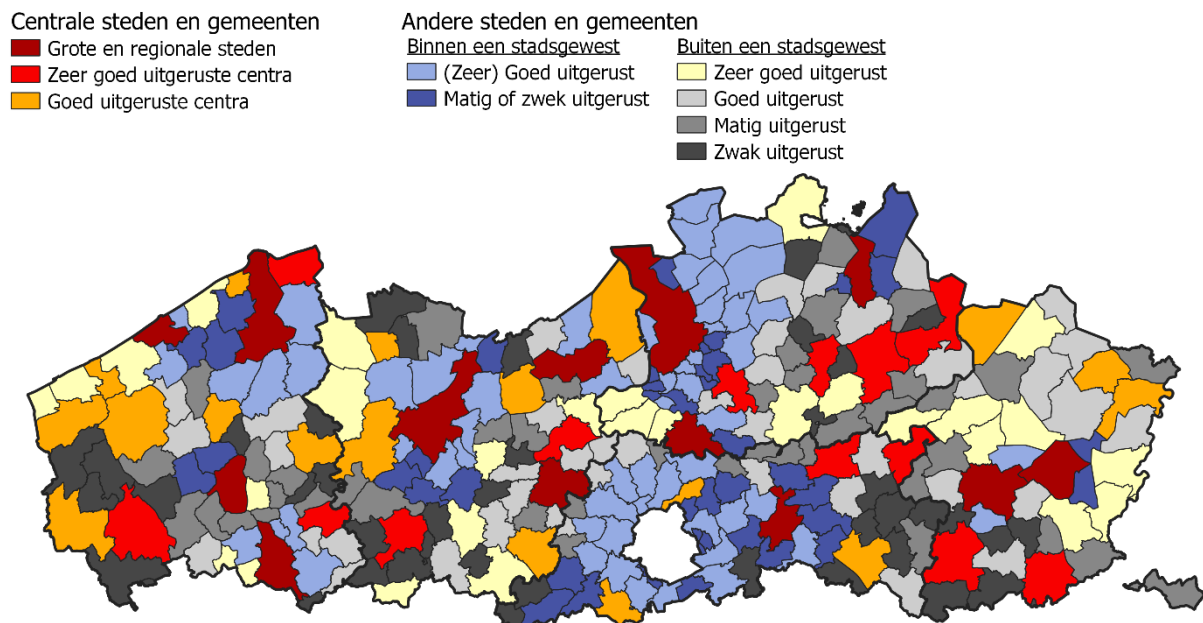 Centrale steden en gemeenten
Grote en regionale steden
Zeer goed uitgeruste centra
Goed uitgeruste centra
Andere steden en gemeenten
Binnen een stadsgewest
(Zeer) Goed uitgerust
Matig of zwek uitgerust
Buiten een stadsgewest
Zeer goed uitgerust
Goed uitgerust
Matig uitgerust
Zwak uitgerust